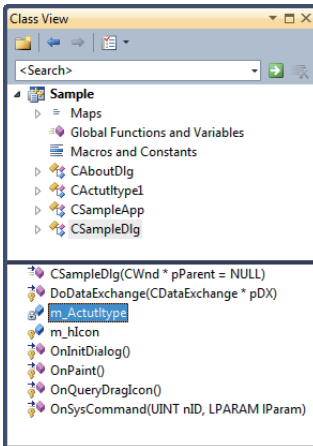 Class View
<Search>
Sample
Maps
Global Functions and Variables
Macros and Constants
CAboutDlg
CActutltype1
CSampleApp
CSampleDlg
CSampleDlg(CWnd * pParent = NULL)
DoDataExchange(CDataExchange * pDX)
m_Actutltype
m_hIcon
OnInitDialog()
OnPaint()
OnQueryDragIcon()
OnSysCommand(UINT nID, LPARAM lParam)